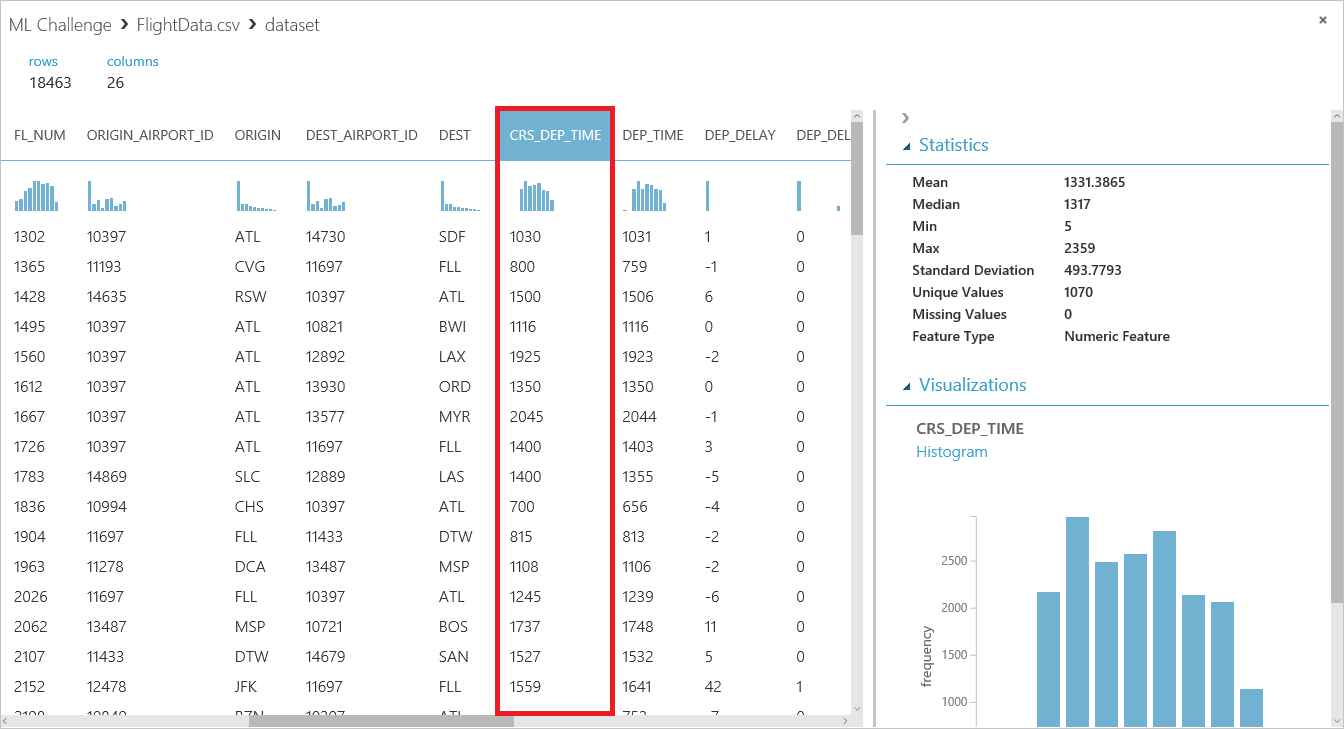 ML Challenge > FlightData.csv > dataset ×
rows columns
18463 26
FL_NUM ORIGIN_AIRPORT_ID ORIGIN DEST_AIRPORT_ID DEST CRS_DEP_TIME DEP_TIME DEP_DELAY DEP_DEL
1302 10397 ATL 14730 SDF 1030 1031 1 0
1365 11193 CVG 11697 FLL 800 759 -1 0
1428 14635 RSW 10397 ATL 1500 1506 6 0
1495 10397 ATL 10821 BWI 1116 1116 0 0
1560 10397 ATL 12892 LAX 1925 1923 -2 0
1612 10397 ATL 13930 ORD 1350 1350 0 0
1667 10397 ATL 13577 MYR 2045 2044 -1 0
1726 10397 ATL 11697 FLL 1400 1403 3 0
1783 14869 SLC 12889 LAS 1400 1355 -5 0
1836 10994 CHS 10397 ATL 700 656 -4 0
1904 11697 FLL 11433 DTW 815 813 -2 0
1963 11278 DCA 13487 MSP 1108 1106 -2 0
2026 11697 FLL 10397 ATL 1245 1239 -6 0
2062 13487 MSP 10721 BOS 1737 1748 11 0
2107 11433 DTW 14679 SAN 1527 1532 5 0
2152 12478 JFK 11697 FLL 1559 1641 42 1
Statistics
Mean 1331.3865
Median 1317
Min 5
Max 2359
Standard Deviation 493.7793
Unique Values 1070
Missing Values 0
Feature Type Numeric Feature
Visualizations
CRS_DEP_TIME
Histogram
2500
2000
1500
1000
frequency